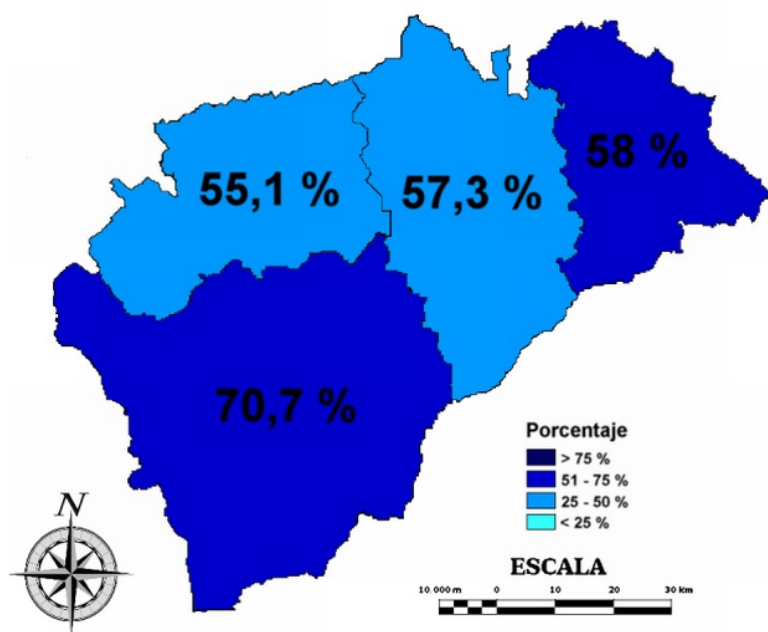 58 %
55,1 %
57,3 %
70,7 %
Porcentaje
> 75 %
51 - 75 %
25 - 50 %
< 25 %
N
ESCALA
10 000 m 0 10 20 30 km